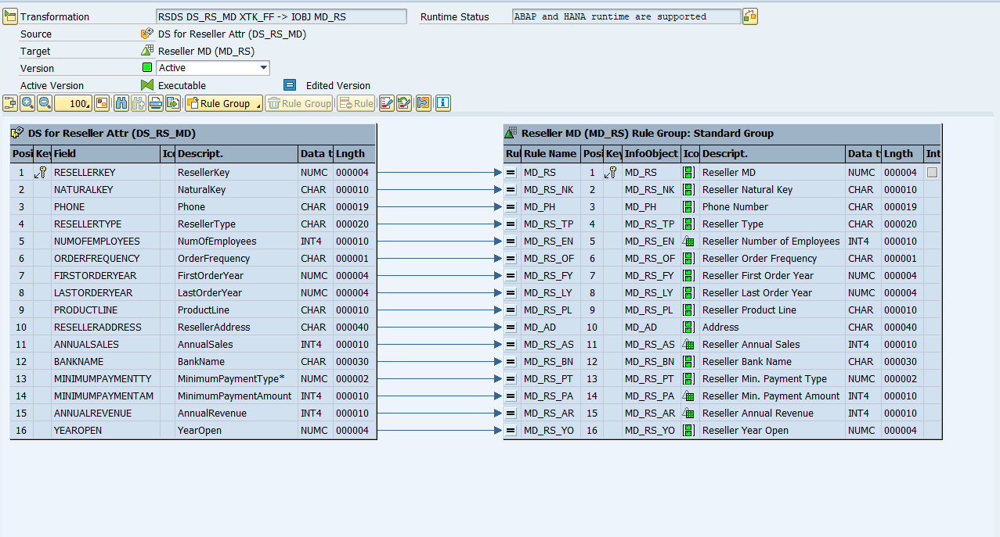 Transformation RSDS DS_RS_MD XTK_FF -> IOBJ MD_RS Runtime Status ABAP and HANA runtime are supported
Source DS for Reseller Attr (DS_RS_MD)
Target Reseller MD (MD_RS)
Version Active
Active Version Executable Edited Version
100 Rule Group Rule Group Rule
DS for Reseller Attr (DS_RS_MD) Reseller MD (MD_RS) Rule Group: Standard Group
Posi Key Field Ico Descript. Data t Lngth Rul Rule Name Posi Key InfoObject Ico Descript. Data t Lngth Int
1 RESELLERKEY ResellerKey NUMC 000004 MD_RS 1 MD_RS Reseller MD NUMC 000004
2 NATURALKEY NaturalKey CHAR 000010 MD_RS_NK 2 MD_RS_NK Reseller Natural Key CHAR 000010
3 PHONE Phone CHAR 000019 MD_PH 3 MD_PH Phone Number CHAR 000019
4 RESELLERTYPE ResellerType CHAR 000020 MD_RS_TP 4 MD_RS_TP Reseller Type CHAR 000020
5 NUMOFEMPLOYEES NumOfEmployees INT4 000010 MD_RS_EN 5 MD_RS_EN Reseller Number of Employees INT4 000010
6 ORDERFREQUENCY OrderFrequency CHAR 000001 MD_RS_OF 6 MD_RS_OF Reseller Order Frequency CHAR 000001
7 FIRSTORDERYEAR FirstOrderYear NUMC 000004 MD_RS_FY 7 MD_RS_FY Reseller First Order Year NUMC 000004
8 LASTORDERYEAR LastOrderYear NUMC 000004 MD_RS_LY 8 MD_RS_LY Reseller Last Order Year NUMC 000004
9 PRODUCTLINE ProductLine CHAR 000010 MD_RS_PL 9 MD_RS_PL Reseller Product Line CHAR 000010
10 RESELLERADDRESS ResellerAddress CHAR 000040 MD_AD 10 MD_AD Address CHAR 000040
11 ANNUALSALES AnnualSales INT4 000010 MD_RS_AS 11 MD_RS_AS Reseller Annual Sales INT4 000010
12 BANKNAME BankName CHAR 000030 MD_RS_BN 12 MD_RS_BN Reseller Bank Name CHAR 000030
13 MINIMUMPAYMENTTY MinimumPaymentType* NUMC 000002 MD_RS_PT 13 MD_RS_PT Reseller Min. Payment Type NUMC 000002
14 MINIMUMPAYMENTAM MinimumPaymentAmount INT4 000010 MD_RS_PA 14 MD_RS_PA Reseller Min. Payment Amount INT4 000010
15 ANNUALREVENUE AnnualRevenue INT4 000010 MD_RS_AR 15 MD_RS_AR Reseller Annual Revenue INT4 000010
16 YEAROPEN YearOpen NUMC 000004 MD_RS_YO 16 MD_RS_YO Reseller Year Open NUMC 000004